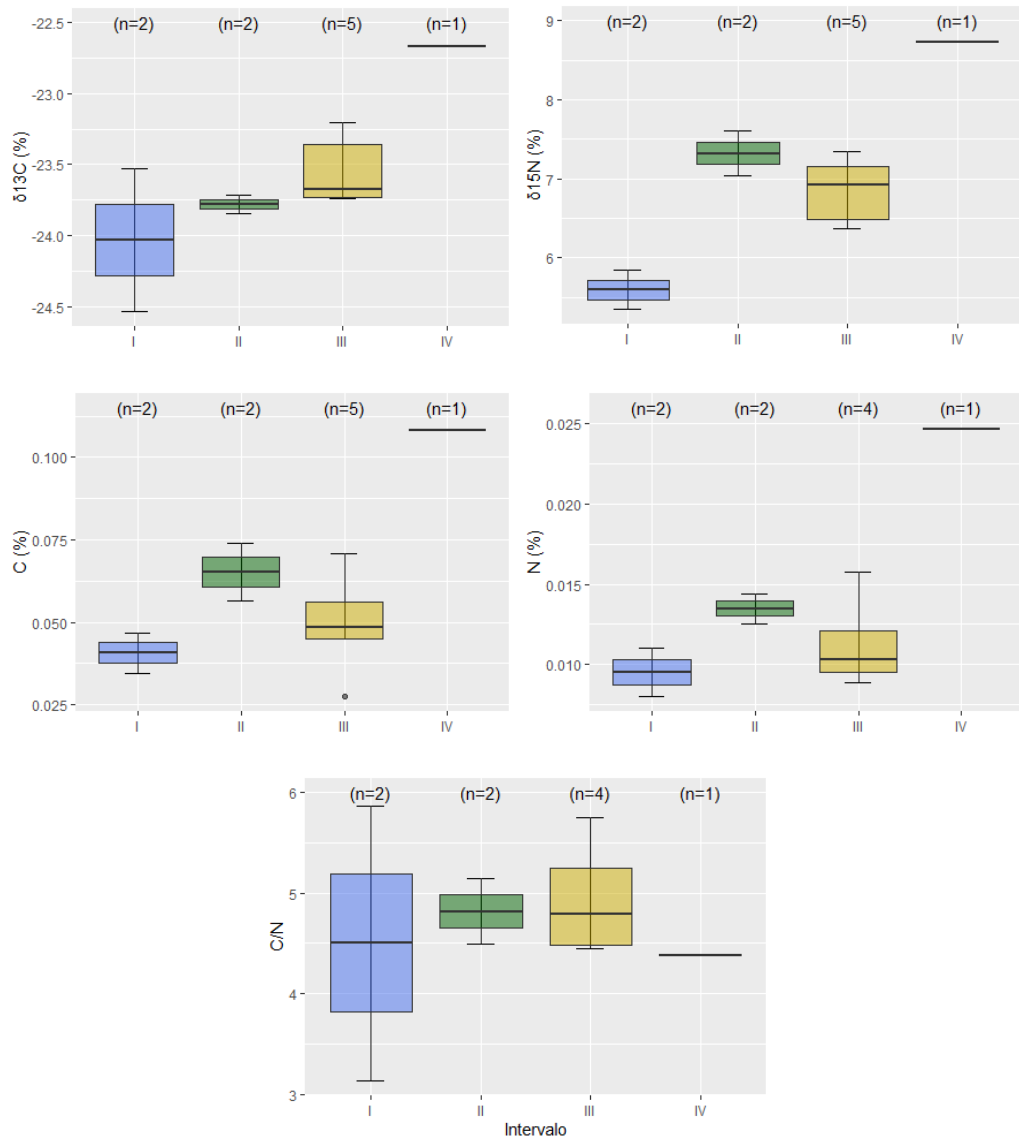 (n=2) (n=2) (n=5) (n=1)
-22.5
-23.0
-23.5
-24.0
-24.5
δ13C (%)
I II III IV
(n=2) (n=2) (n=5) (n=1)
9
8
7
6
δ15N (%)
I II III IV
(n=2) (n=2) (n=5) (n=1)
0.100
0.075
0.050
0.025
C (%)
I II III IV
(n=2) (n=2) (n=4) (n=1)
0.025
0.020
0.015
0.010
N (%)
I II III IV
(n=2) (n=2) (n=4) (n=1)
6
5
4
3
C/N
I II III IV
Intervalo